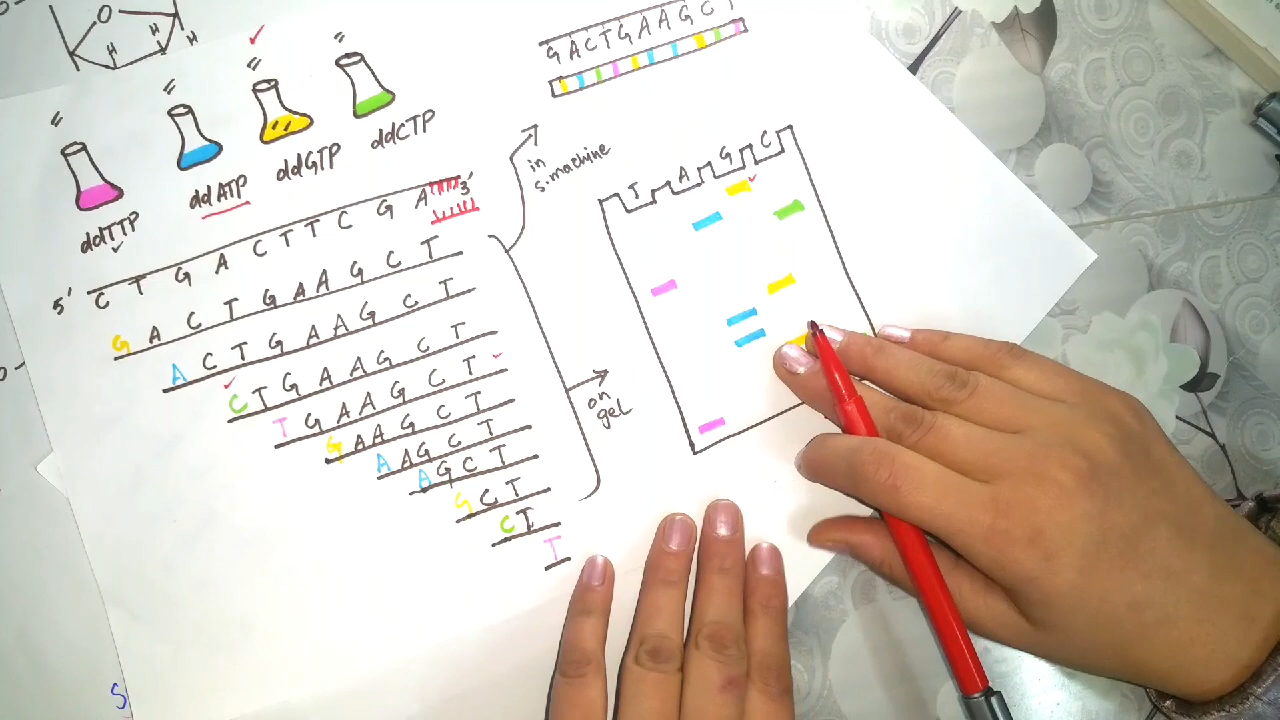 O
H
H
H
ddTTP
ddATP
ddGTP
ddCTP
G A C T G A A G C T
in
s.machine
5' C T G A C T T C G A 3'
G A C T G A A G C T
A C T G A A G C T
C T G A A G C T
T G A A G C T
G A A G C T
A A G C T
A G C T
G C T
C T
T
on
gel
T A G C
S